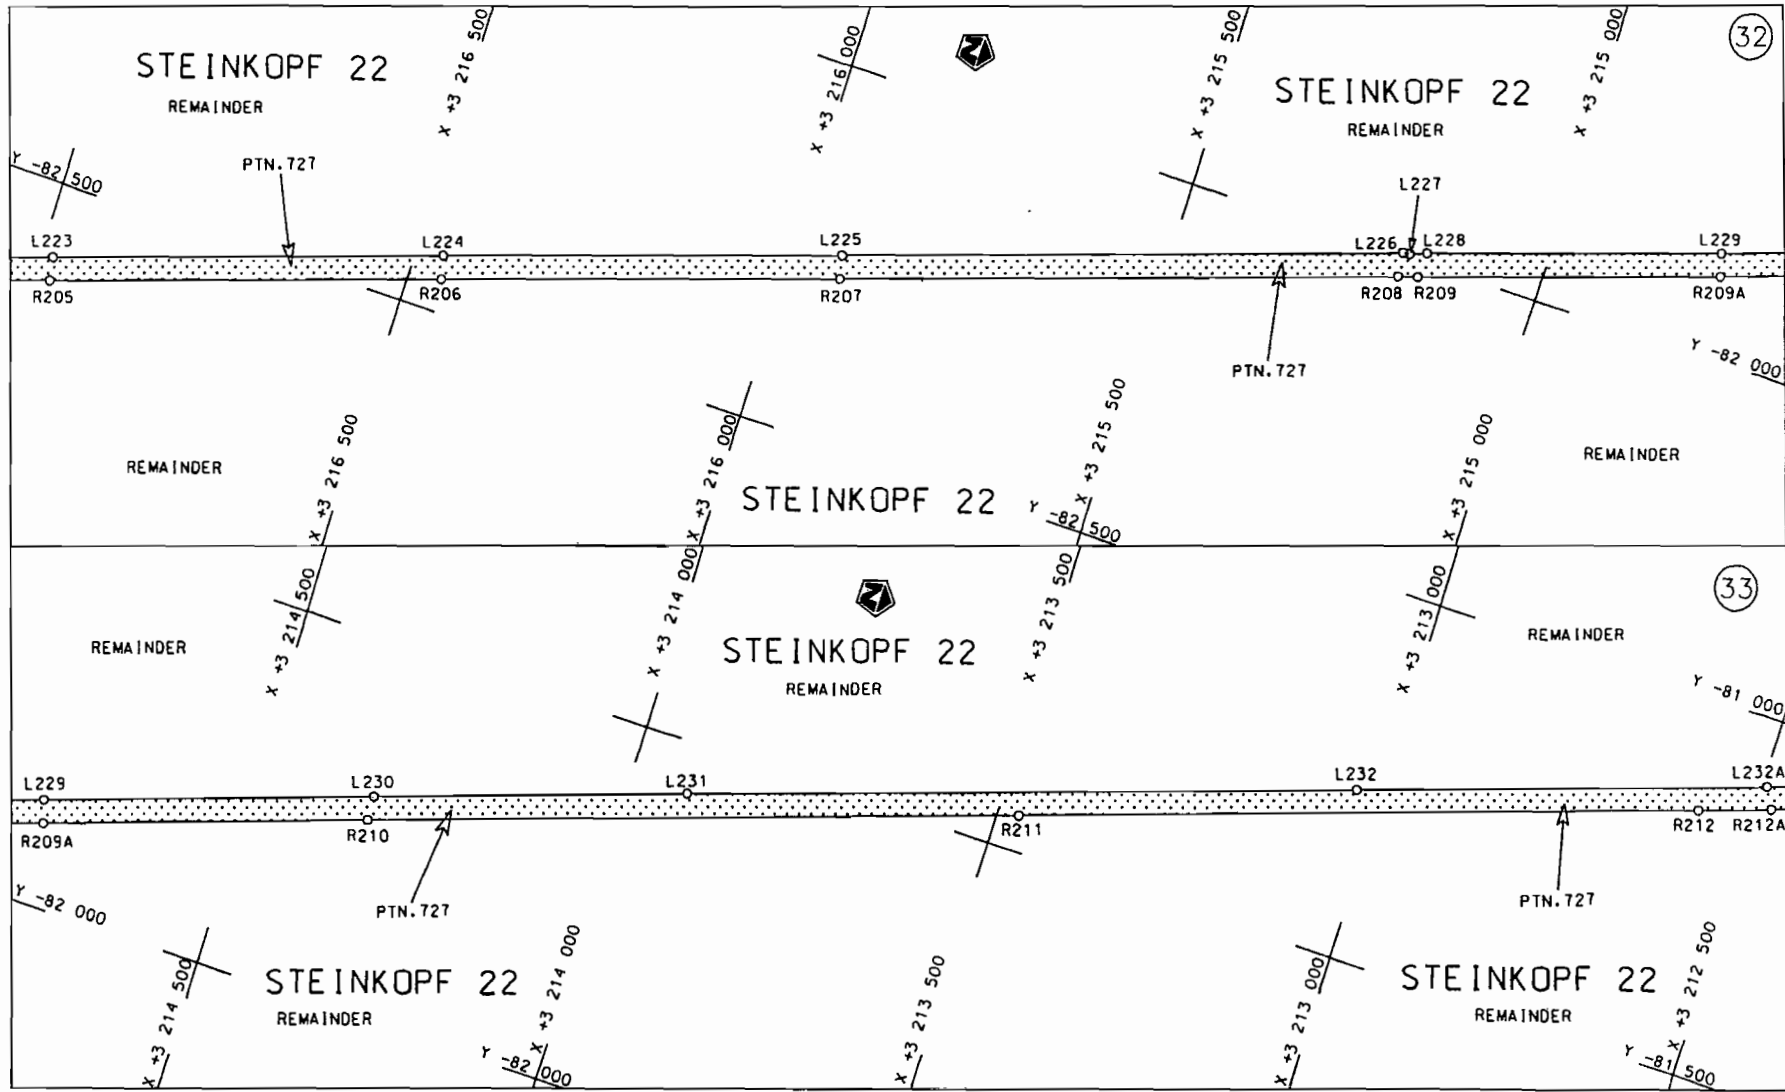 32
STEINKOPF 22
REMAINDER
X +3 216 500
X +3 216 000
X +3 215 500
STEINKOPF 22
REMAINDER
X +3 215 000
Y -82 500
PTN.727
L227
L223
L224
L225
L226
L228
L229
R205
R206
R207
R208
R209
R209A
PTN.727
Y -82 000
REMAINDER
X +3 216 500
X +3 216 000
STEINKOPF 22
Y -82 500
X +3 215 500
X +3 215 000
REMAINDER
33
REMAINDER
X +3 214 500
X +3 214 000
STEINKOPF 22
REMAINDER
X +3 213 500
X +3 213 000
REMAINDER
Y -81 000
L229
L230
L231
L232
L232A
R209A
R210
R211
R212
R212A
Y -82 000
PTN.727
PTN.727
X +3 214 500
STEINKOPF 22
REMAINDER
Y -82 000
X +3 214 000
X +3 213 500
X +3 213 000
STEINKOPF 22
REMAINDER
Y -81 500
X +3 212 500